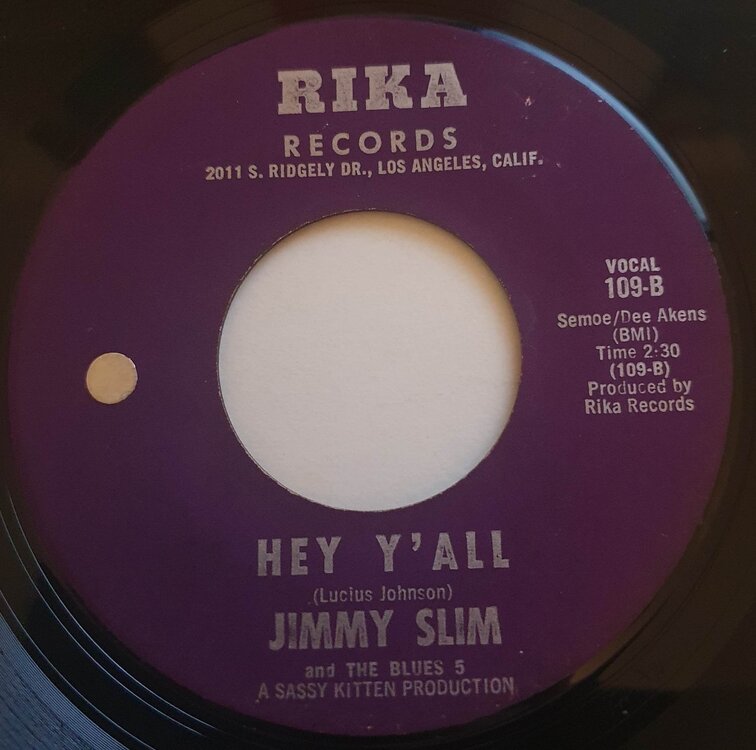 RIKA
RECORDS
2011 S. RIDGELY DR., LOS ANGELES, CALIF.
VOCAL
109-B
Semoe/Dee Akens
(BMI)
Time 2:30
(109-B)
Produced by
Rika Records
HEY Y'ALL
(Lucius Johnson)
JIMMY SLIM
and THE BLUES 5
A SASSY KITTEN PRODUCTION